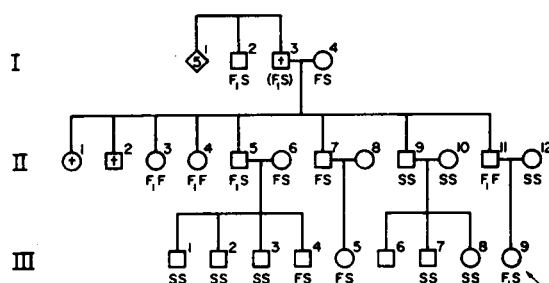 I
5 1 2 3 4
F₁S (F₁S) FS
II
1 2 3 4 5 6 7 8 9 10 11 12
F₁F F₁F F₁S FS FS SS SS F₁F SS
III
1 2 3 4 5 6 7 8 9
SS SS SS FS FS SS SS F₁S